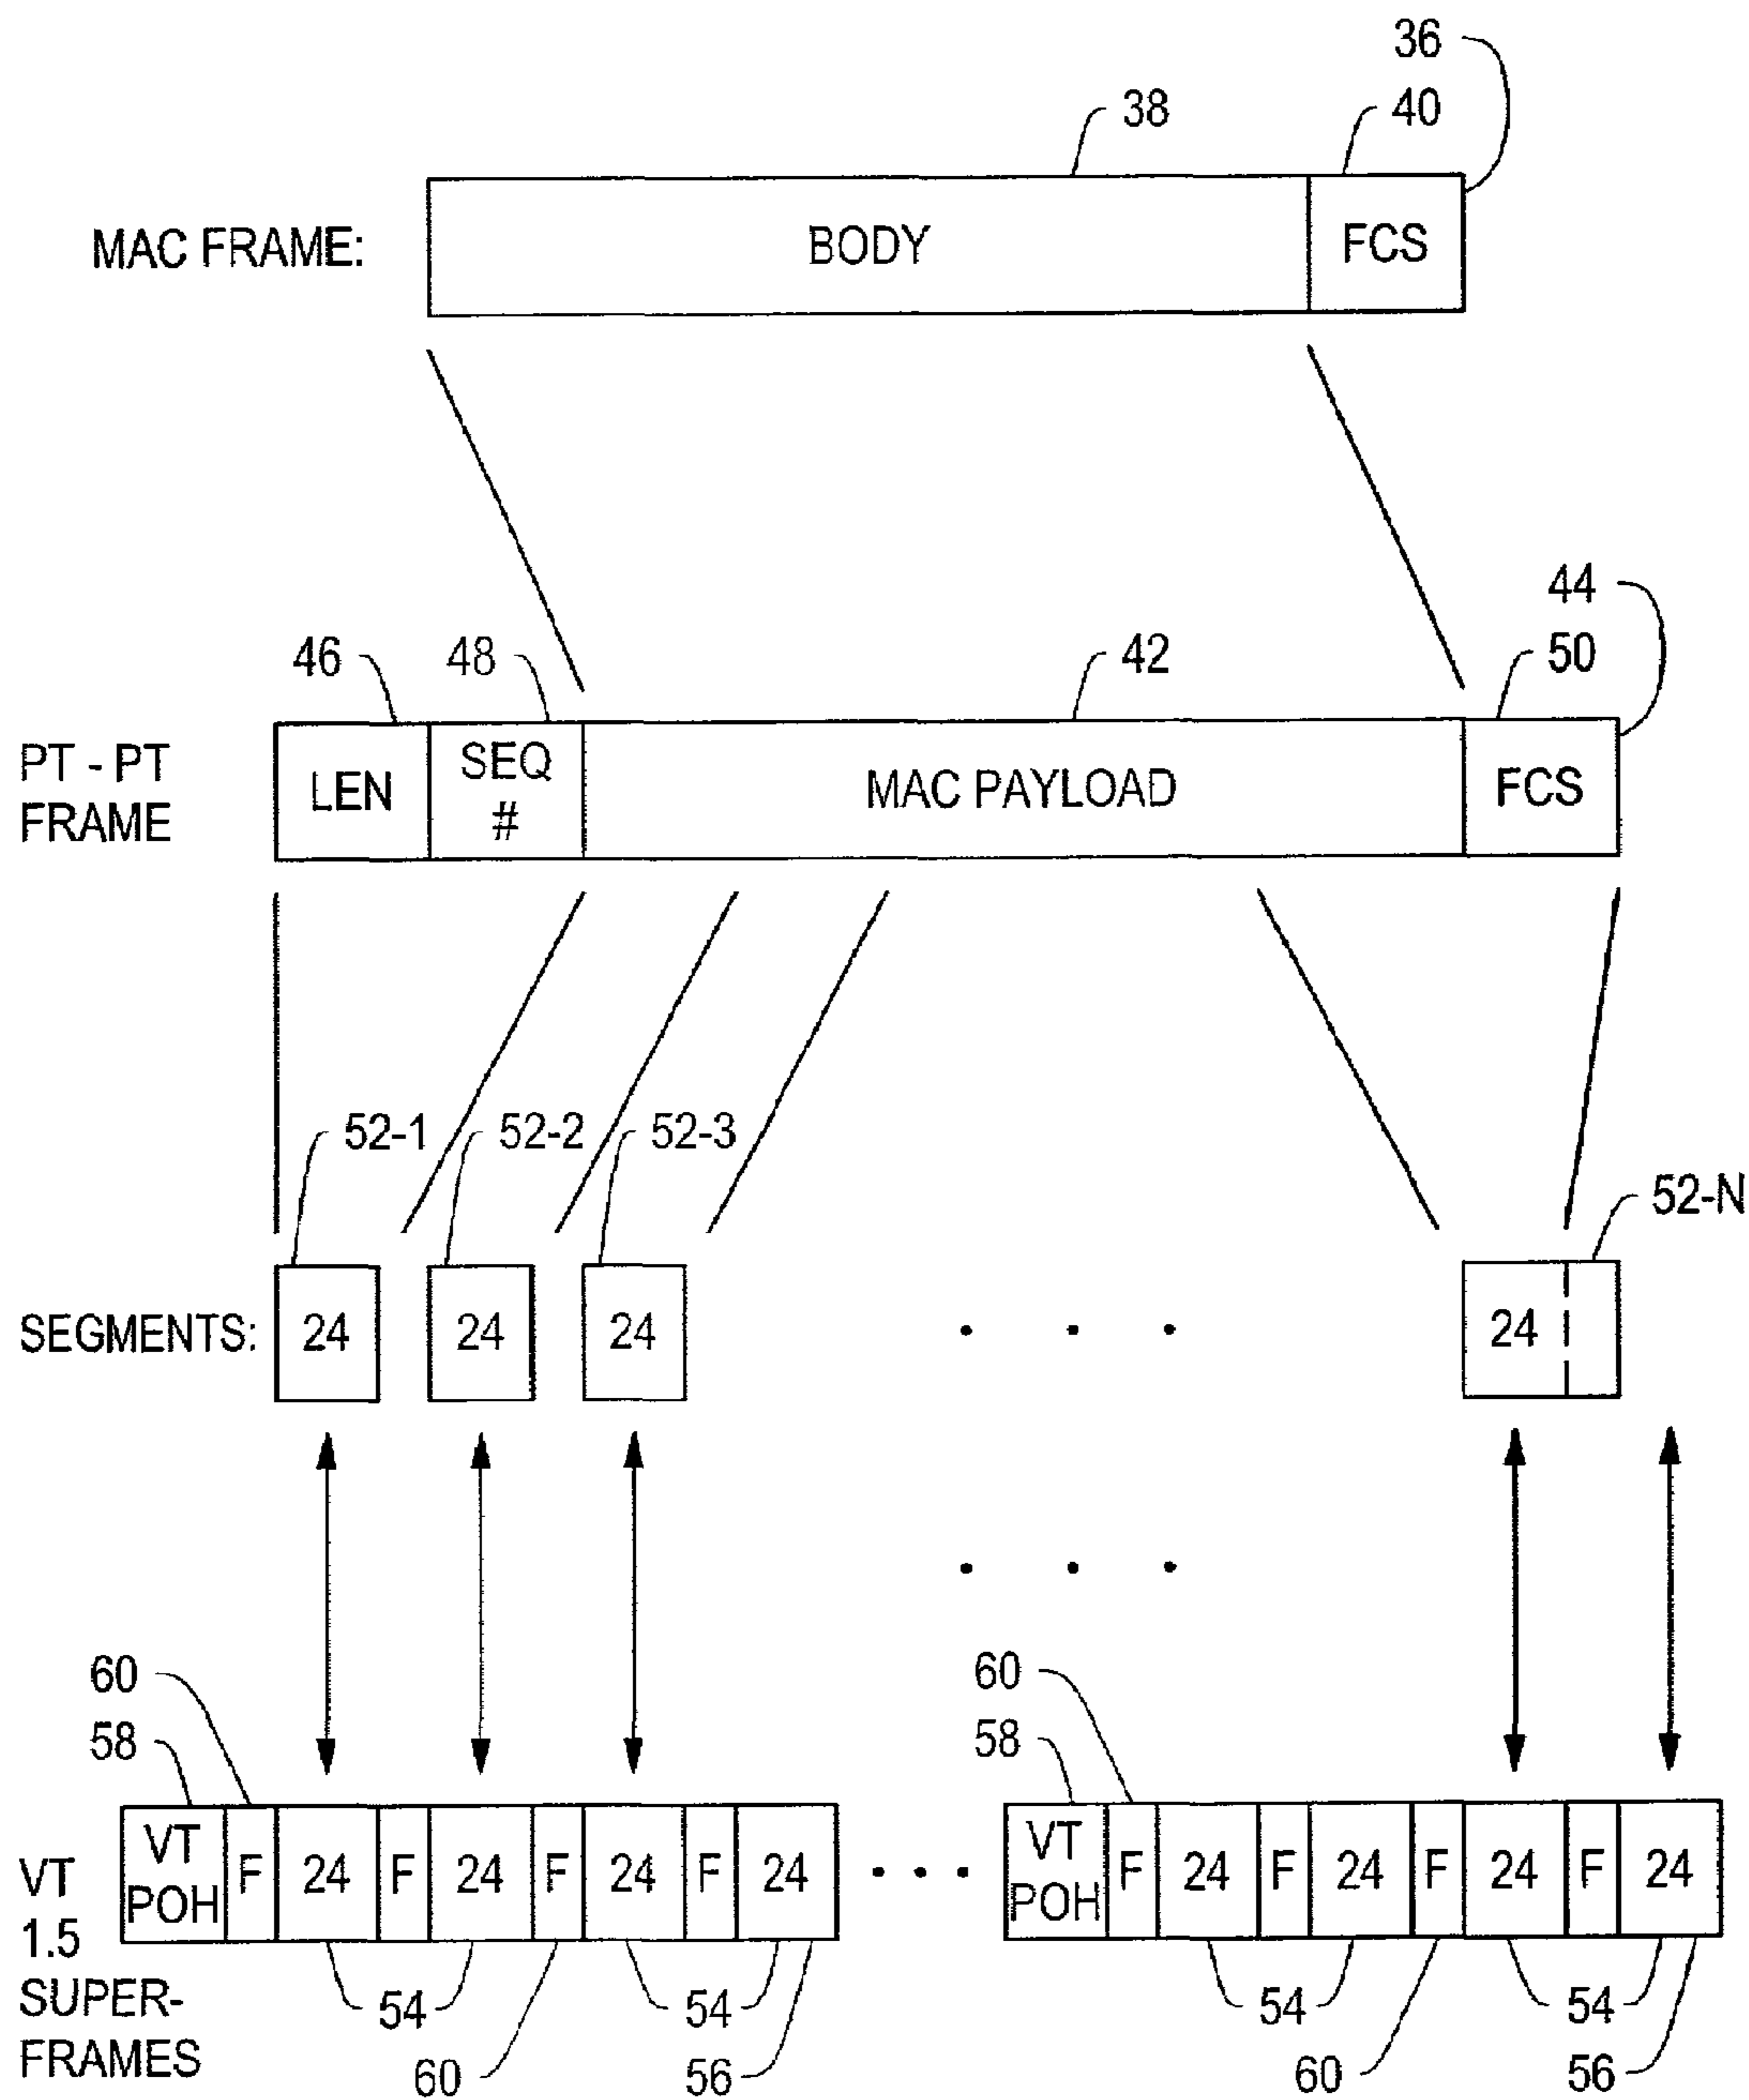 36
38
40
MAC FRAME:
BODY
FCS
44
46
48
42
50
PT - PT
FRAME
LEN
SEQ
#
MAC PAYLOAD
FCS
52-1
52-2
52-3
52-N
SEGMENTS:
24
24
24
. . .
24
. . .
60
58
60
58
VT
1.5
SUPER-
FRAMES
VT
POH
F
24
F
24
F
24
F
24
...
VT
POH
F
24
F
24
F
24
F
24
54
60
54
56
54
60
54
56